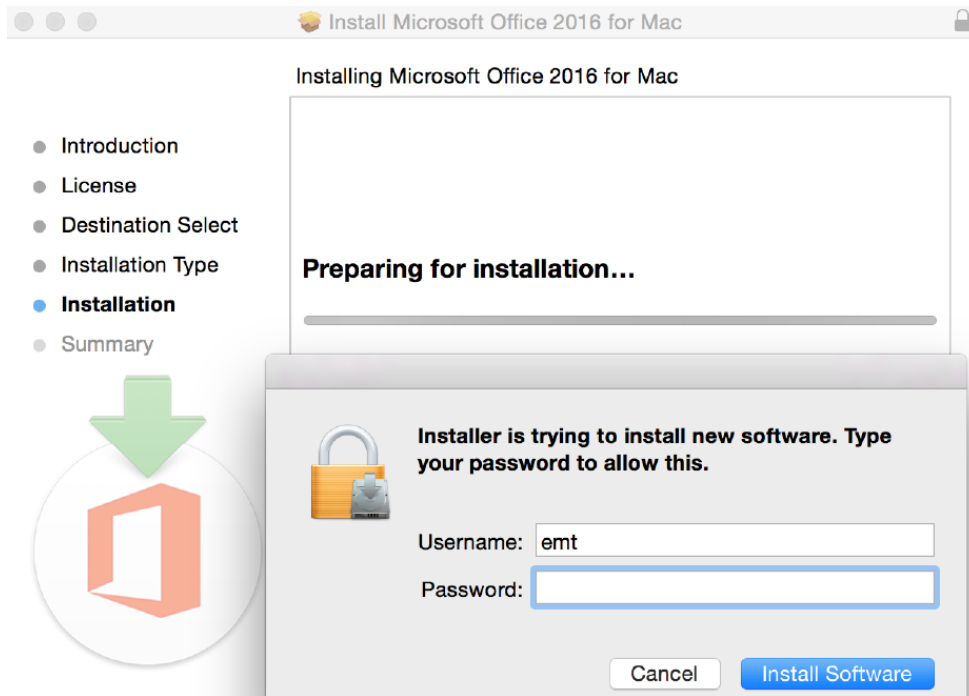 Install Microsoft Office 2016 for Mac
Installing Microsoft Office 2016 for Mac
Introduction
License
Destination Select
Installation Type
Installation
Summary
Preparing for installation...
Installer is trying to install new software. Type
your password to allow this.
Username: emt
Password:
Cancel
Install Software